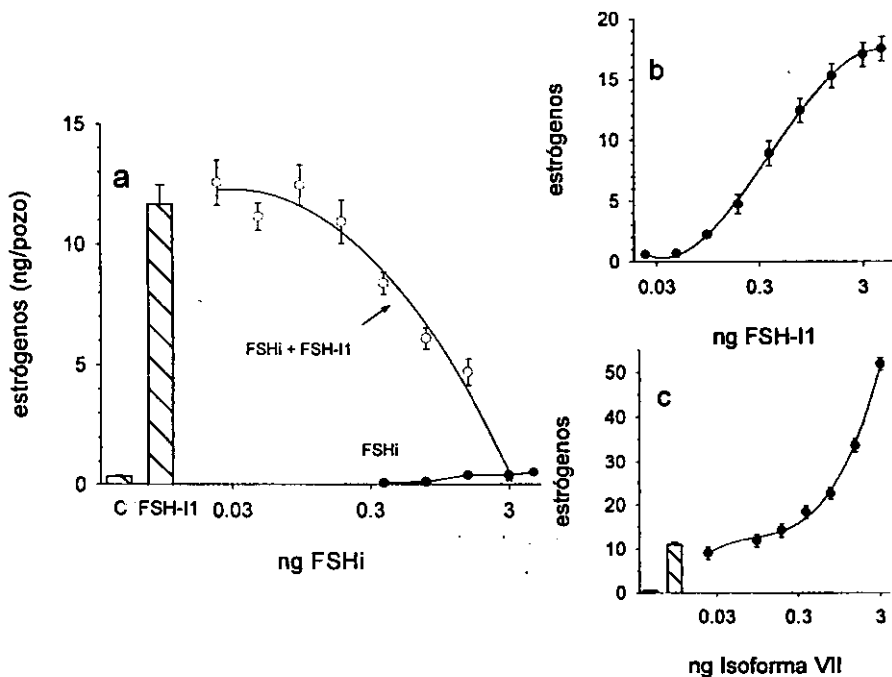 a
estrógenos (ng/pozo)
15
10
5
0
FSHi + FSH-I1
FSHi
C FSH-I1
0.03
0.3
3
ng FSHi
b
estrógenos
20
15
10
5
0
0.03
0.3
3
ng FSH-I1
c
estrógenos
50
40
30
20
10
0
0.03
0.3
3
ng Isoforma VII